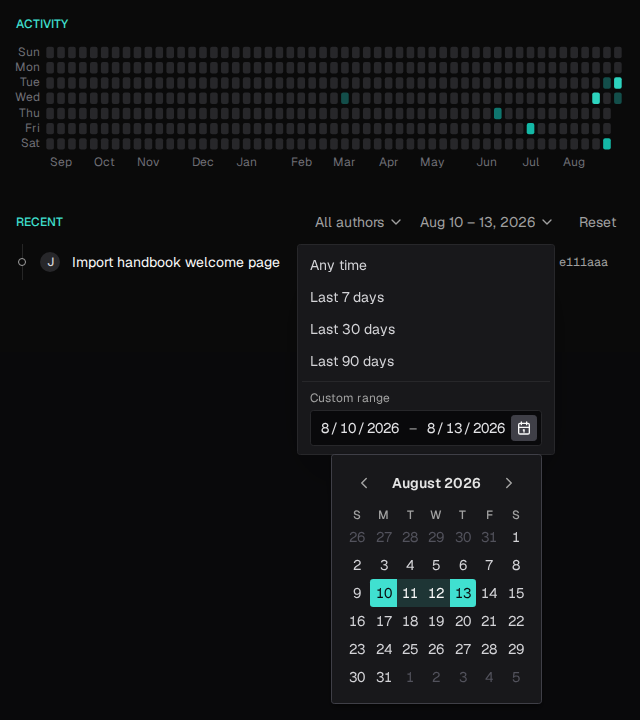 ACTIVITY
Sun
Mon
Tue
Wed
Thu
Fri
Sat
Sep Oct Nov Dec Jan Feb Mar Apr May Jun Jul Aug
RECENT All authors Aug 10 – 13, 2026 Reset
J Import handbook welcome page e111aaa
Any time
Last 7 days
Last 30 days
Last 90 days
Custom range
8/10/2026 – 8/13/2026
August 2026
S M T W T F S
26 27 28 29 30 31 1
2 3 4 5 6 7 8
9 10 11 12 13 14 15
16 17 18 19 20 21 22
23 24 25 26 27 28 29
30 31 1 2 3 4 5